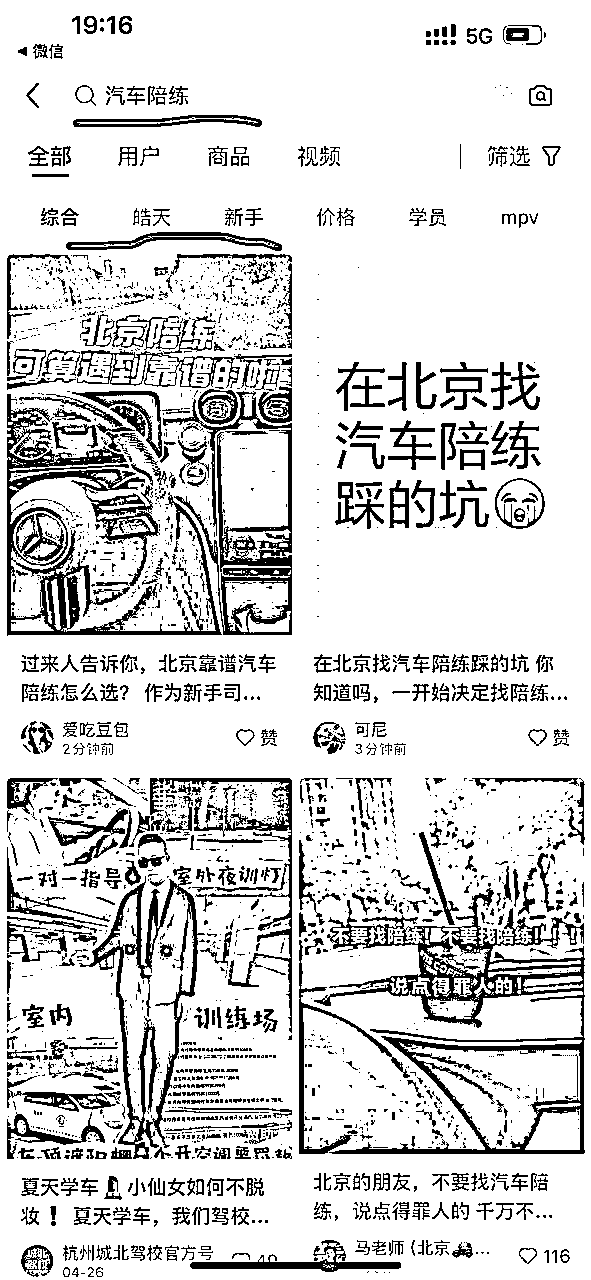 19:16
5G
◀ 微信
汽车陪练
全部 用户 商品 视频 筛选
综合 皓天 新手 价格 学员 mpv
北京陪练
可算遇到靠谱的啦
在北京找
汽车陪练
踩的坑😭
过来人告诉你，北京靠谱汽车
陪练怎么选？ 作为新手司...
爱吃豆包
2分钟前
赞
在北京找汽车陪练踩的坑 你
知道吗，一开始决定找陪练...
可尼
3分钟前
赞
一对一指导
室外夜训灯
室内
训练场
夏天学车 小仙女如何不脱
妆❗ 夏天学车，我们驾校...
杭州城北驾校官方号
04-26
不要找陪练！不要找陪练！！！
说点得罪人的！
北京的朋友，不要找汽车陪
练，说点得罪人的 千万不...
马老师 (北京🚕...
116